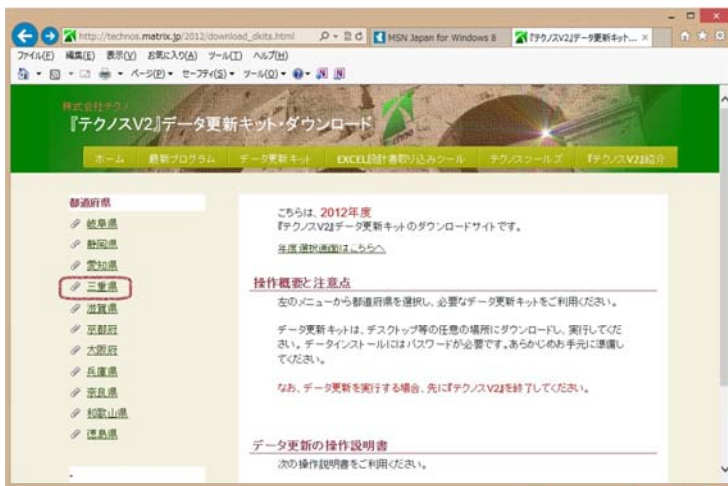 http://technos.matrix.jp/2012/download_dkits.html
MSN Japan for Windows 8
『テクノスV2』データ更新キット...
ファイル(F) 編集(E) 表示(V) お気に入り(A) ツール(T) ヘルプ(H)
ページ(P) セーフティ(S) ツール(O)
株式会社テクノ
『テクノスV2』データ更新キット・ダウンロード
ホーム 最新プログラム データ更新キット EXCEL設計書取り込みツール テクノスツールズ 『テクノスV2』紹介
都道府県
岐阜県
静岡県
愛知県
三重県
滋賀県
京都府
大阪府
兵庫県
奈良県
和歌山県
徳島県
こちらは、2012年度
『テクノスV2』データ更新キットのダウンロードサイトです。
年度選択画面はこちらへ
操作概要と注意点
左のメニューから都道府県を選択し、必要なデータ更新キットをご利用ください。
データ更新キットは、デスクトップ等の任意の場所にダウンロードし、実行してくだ
さい。データインストールにはパスワードが必要です。あらかじめお手元に準備し
てください。
なお、データ更新を実行する場合、先に『テクノスV2』を終了してください。
データ更新の操作説明書
次の操作説明書をご利用ください。